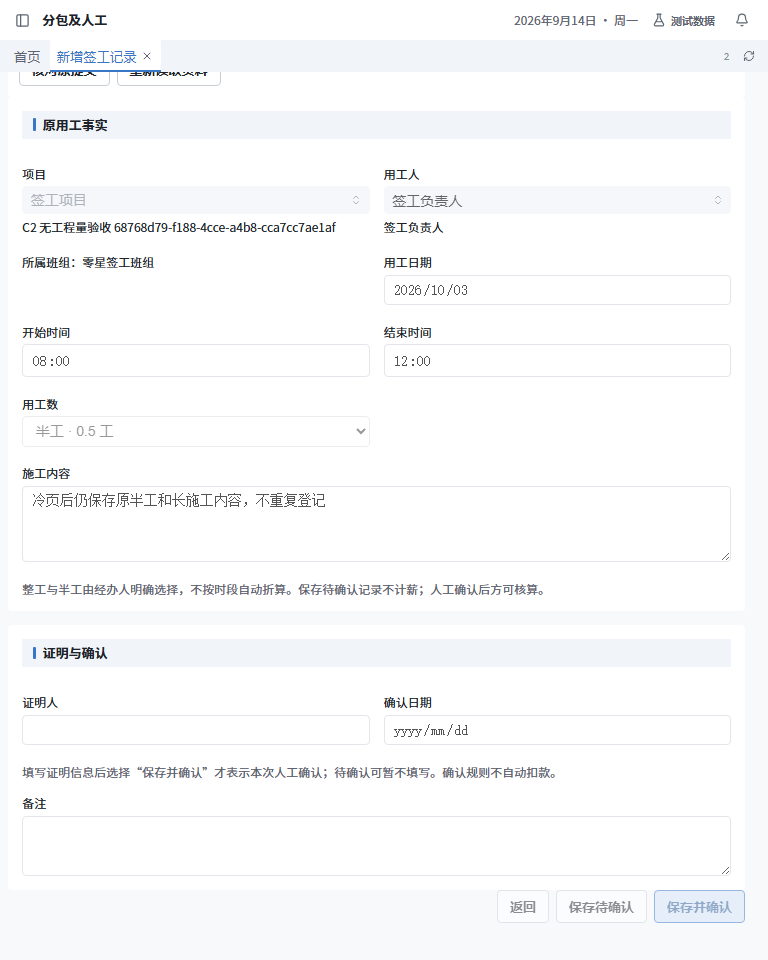 分包及人工
2026年9月14日 · 周一
测试数据
首页
新增签工记录 ×
2
核对原提交
重新读取资料
原用工事实
项目
用工人
签工项目
签工负责人
C2 无工程量验收 68768d79-f188-4cce-a4b8-cca7cc7ae1af
签工负责人
所属班组：零星签工班组
用工日期
2026/10/03
开始时间
结束时间
08:00
12:00
用工数
半工 · 0.5 工
施工内容
冷页后仍保存原半工和长施工内容，不重复登记
整工与半工由经办人明确选择，不按时段自动折算。保存待确认记录不计薪；人工确认后方可核算。
证明与确认
证明人
确认日期
yyyy/mm/dd
填写证明信息后选择“保存并确认”才表示本次人工确认；待确认可暂不填写。确认规则不自动扣款。
备注
返回
保存待确认
保存并确认